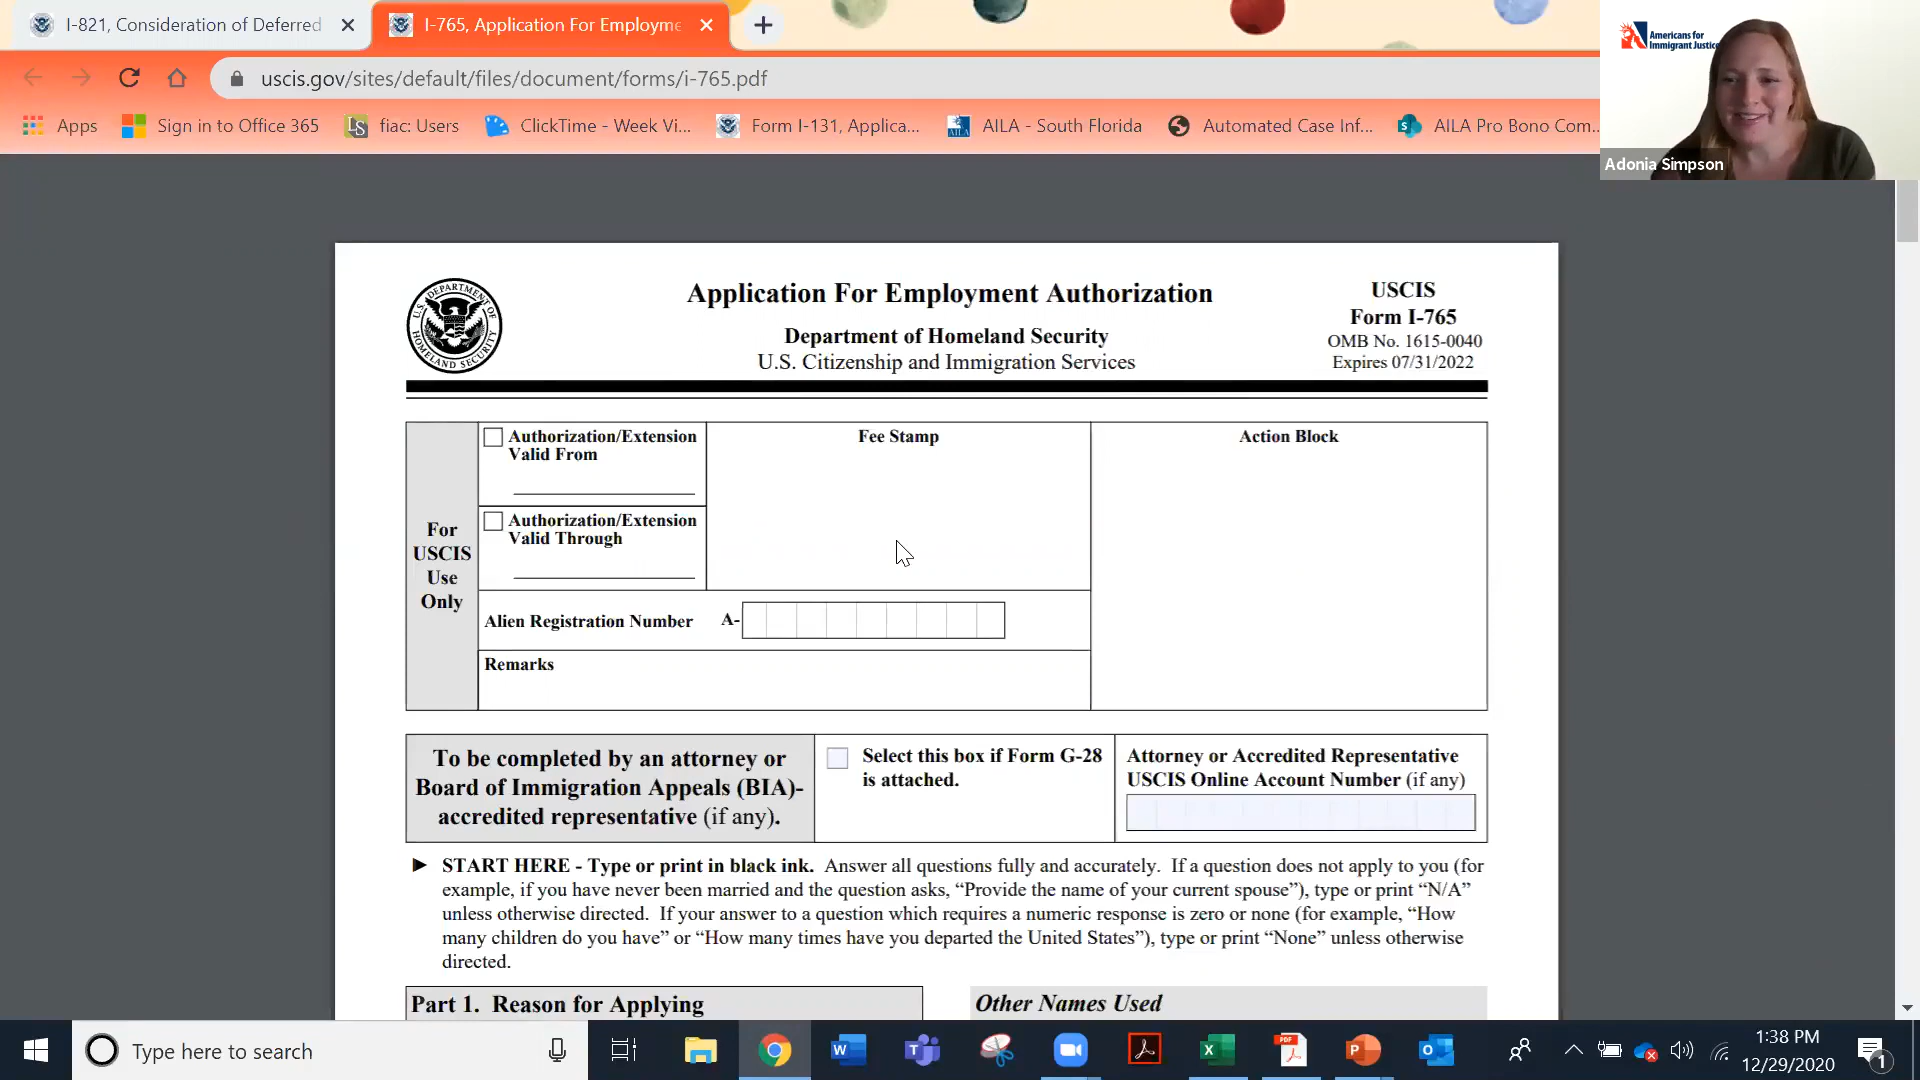 I-821, Consideration of Deferred
I-765, Application For Employme
uscis.gov/sites/default/files/document/forms/i-765.pdf
Apps
Sign in to Office 365
fiac: Users
ClickTime - Week Vi...
Form I-131, Applica...
AILA - South Florida
Automated Case Inf...
AILA Pro Bono Com...
Americans for
Immigrant Justice
Adonia Simpson
U.S. DEPARTMENT OF HOMELAND SECURITY
Application For Employment Authorization
Department of Homeland Security
U.S. Citizenship and Immigration Services
USCIS
Form I-765
OMB No. 1615-0040
Expires 07/31/2022
For
USCIS
Use
Only
Authorization/Extension
Valid From
Authorization/Extension
Valid Through
Fee Stamp
Action Block
Alien Registration Number A-
Remarks
To be completed by an attorney or
Board of Immigration Appeals (BIA)-
accredited representative (if any).
Select this box if Form G-28
is attached.
Attorney or Accredited Representative
USCIS Online Account Number (if any)
START HERE - Type or print in black ink. Answer all questions fully and accurately. If a question does not apply to you (for
example, if you have never been married and the question asks, “Provide the name of your current spouse”), type or print “N/A”
unless otherwise directed. If your answer to a question which requires a numeric response is zero or none (for example, “How
many children do you have” or “How many times have you departed the United States”), type or print “None” unless otherwise
directed.
Part 1. Reason for Applying
Other Names Used
Type here to search
1:38 PM
12/29/2020
1